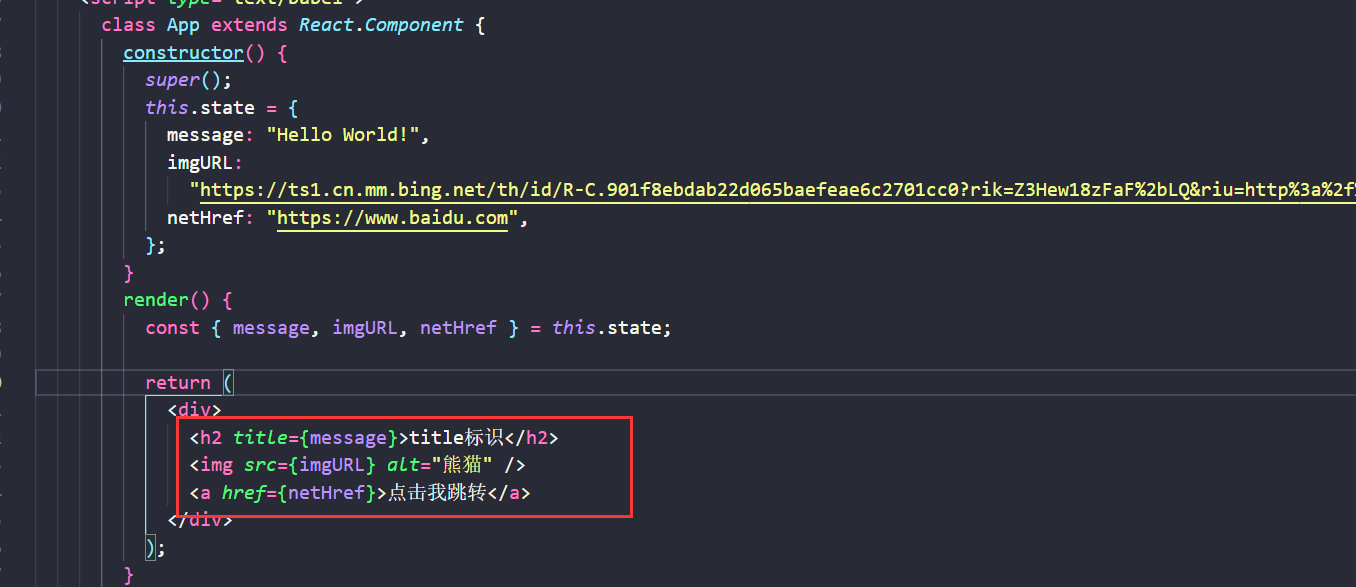 <script type="text/babel">
class App extends React.Component {
constructor() {
super();
this.state = {
message: "Hello World!",
imgURL:
"https://ts1.cn.mm.bing.net/th/id/R-C.901f8ebdab22d065baefeae6c2701cc0?rik=Z3Hew18zFaF%2bLQ&riu=http%3a%2f%
netHref: "https://www.baidu.com",
};
}
render() {
const { message, imgURL, netHref } = this.state;
return (
<div>
<h2 title={message}>title标识</h2>
<img src={imgURL} alt="熊猫" />
<a href={netHref}>点击我跳转</a>
</div>
);
}